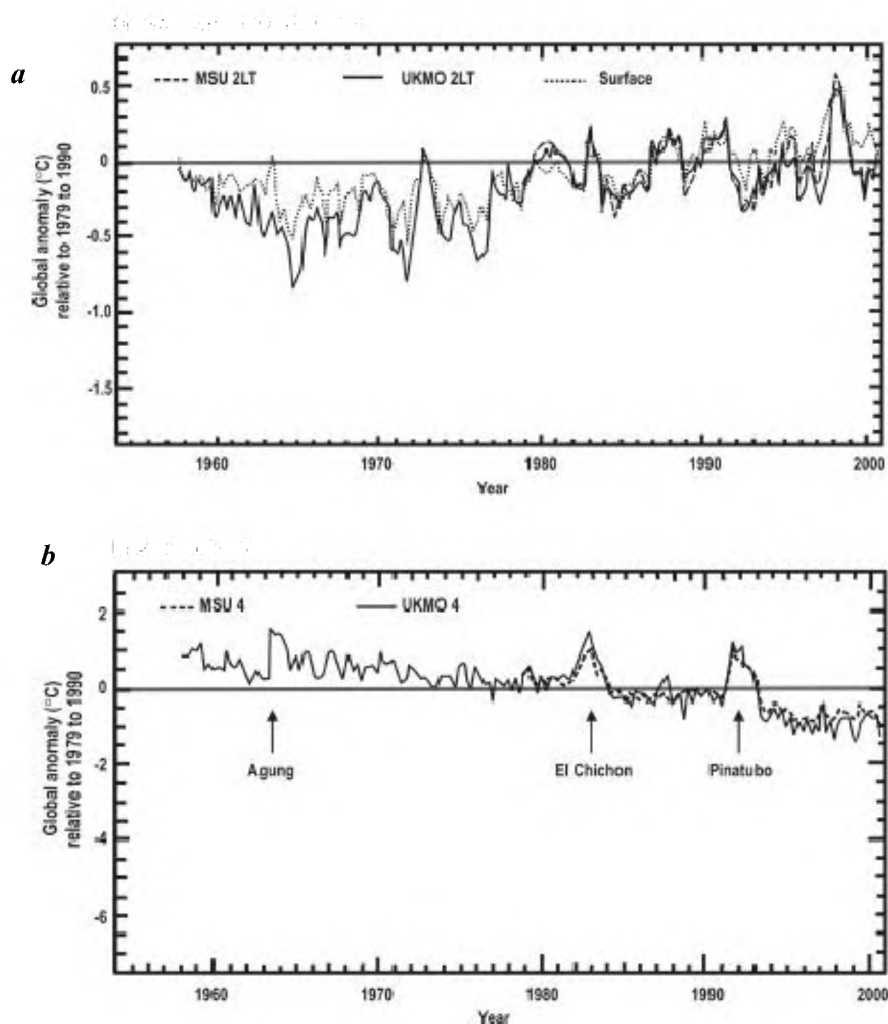 a
MSU 2LT UKMO 2LT Surface
0.5
0
-0.5
-1.0
-1.5
Global anomaly (°C)
relative to 1979 to 1990
1960 1970 1980 1990 2000
Year
b
MSU 4 UKMO 4
2
0
-2
-4
-6
Global anomaly (°C)
relative to 1979 to 1990
Agung El Chichon Pinatubo
1960 1970 1980 1990 2000
Year